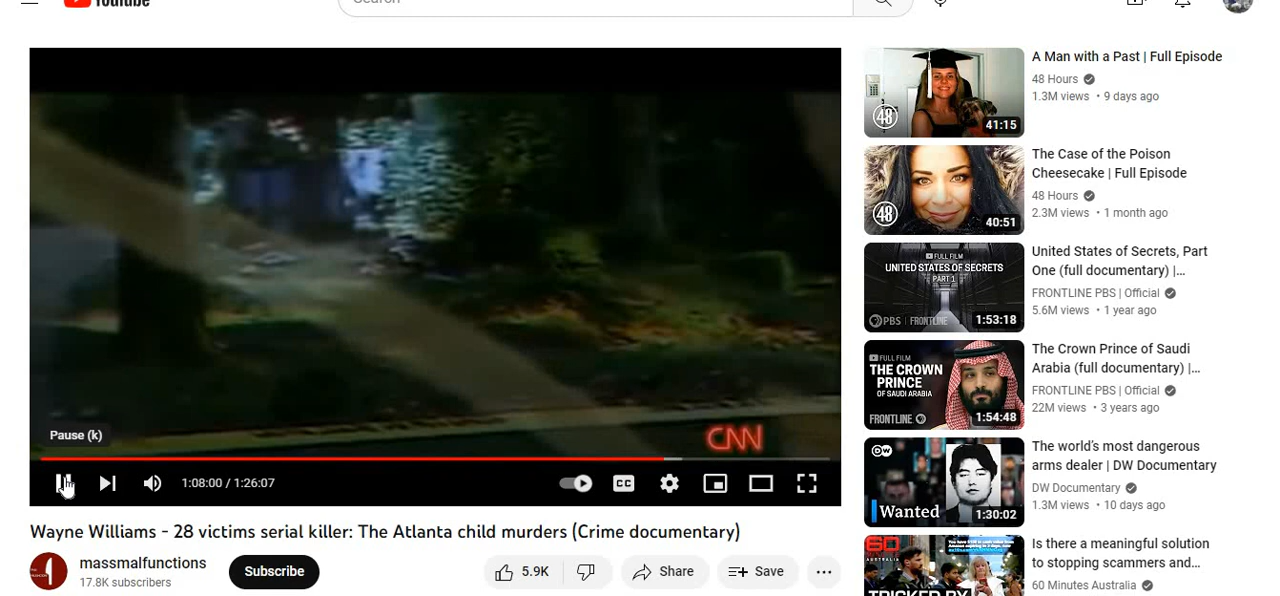 YouTube
Search
CNN
Pause (k)
1:08:00 / 1:26:07
CC
Wayne Williams - 28 victims serial killer: The Atlanta child murders (Crime documentary)
massmalfunctions
17.8K subscribers
Subscribe
5.9K
Share
Save
48
41:15
A Man with a Past | Full Episode
48 Hours
1.3M views • 9 days ago
48
40:51
The Case of the Poison
Cheesecake | Full Episode
48 Hours
2.3M views • 1 month ago
FULL FILM
UNITED STATES OF SECRETS
PART 1
PBS | FRONTLINE
1:53:18
United States of Secrets, Part
One (full documentary) |...
FRONTLINE PBS | Official
5.6M views • 1 year ago
FULL FILM
THE CROWN
PRINCE
OF SAUDI ARABIA
FRONTLINE
1:54:48
The Crown Prince of Saudi
Arabia (full documentary) |...
FRONTLINE PBS | Official
22M views • 3 years ago
DW
Wanted
1:30:02
The world's most dangerous
arms dealer | DW Documentary
DW Documentary
1.3M views • 10 days ago
60
AUSTRALIA
TRICKED BY
Is there a meaningful solution
to stopping scammers and...
60 Minutes Australia